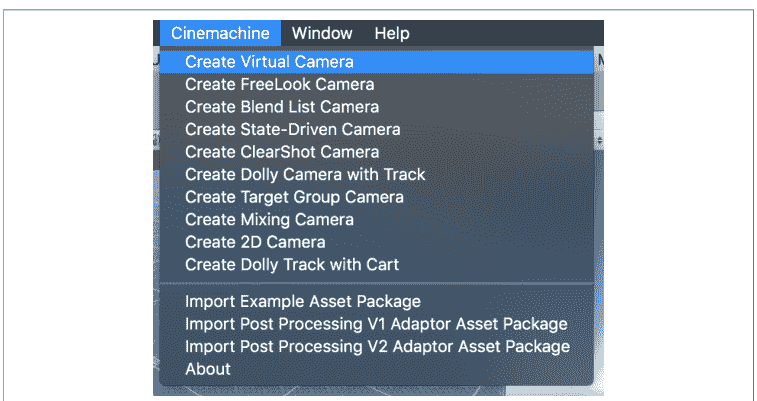 Cinemachine Window Help
Create Virtual Camera
Create FreeLook Camera
Create Blend List Camera
Create State-Driven Camera
Create ClearShot Camera
Create Dolly Camera with Track
Create Target Group Camera
Create Mixing Camera
Create 2D Camera
Create Dolly Track with Cart
Import Example Asset Package
Import Post Processing V1 Adaptor Asset Package
Import Post Processing V2 Adaptor Asset Package
About